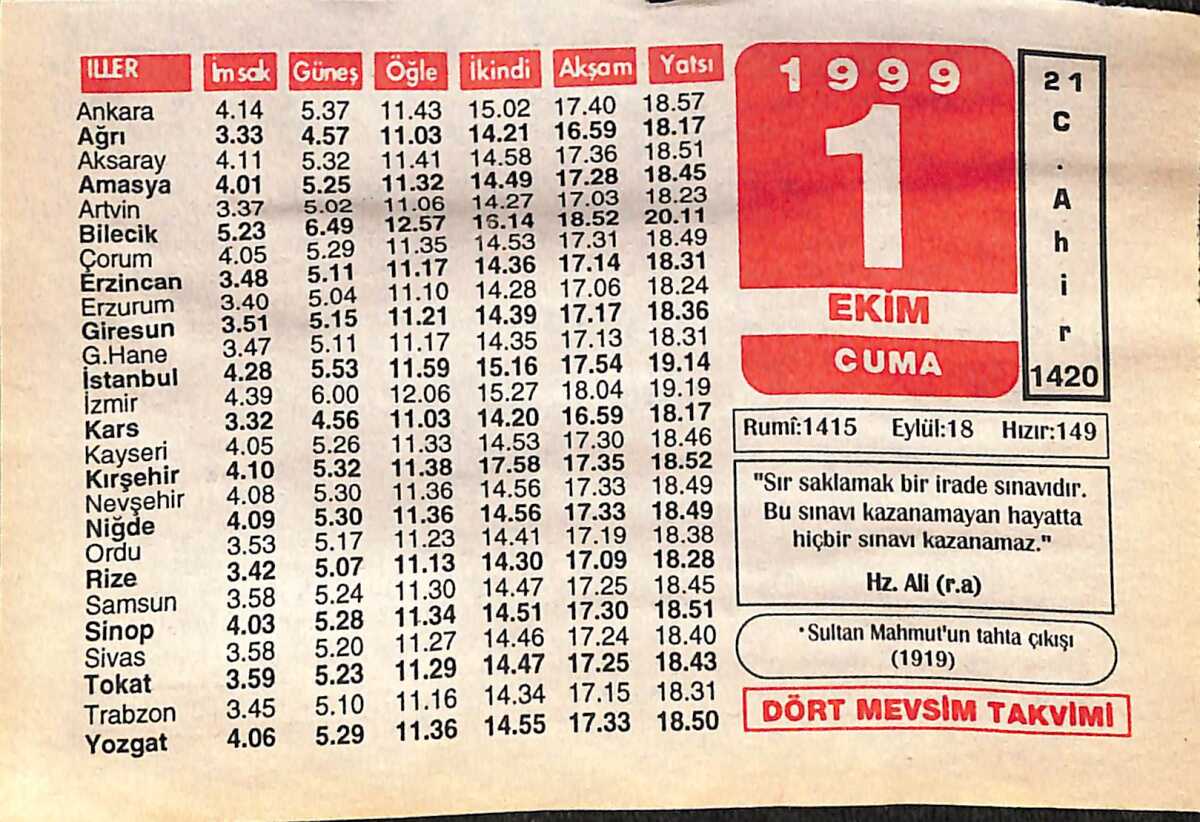 İLLER İmsak Güneş Öğle İkindi Akşam Yatsı
Ankara 4.14 5.37 11.43 15.02 17.40 18.57
Ağrı 3.33 4.57 11.03 14.21 16.59 18.17
Aksaray 4.11 5.32 11.41 14.58 17.36 18.51
Amasya 4.01 5.25 11.32 14.49 17.28 18.45
Artvin 3.37 5.02 11.06 14.27 17.03 18.23
Bilecik 5.23 6.49 12.57 16.14 18.52 20.11
Çorum 4.05 5.29 11.35 14.53 17.31 18.49
Erzincan 3.48 5.11 11.17 14.36 17.14 18.31
Erzurum 3.40 5.04 11.10 14.28 17.06 18.24
Giresun 3.51 5.15 11.21 14.39 17.17 18.36
G.Hane 3.47 5.11 11.17 14.35 17.13 18.31
İstanbul 4.28 5.53 11.59 15.16 17.54 19.14
İzmir 4.39 6.00 12.06 15.27 18.04 19.19
Kars 3.32 4.56 11.03 14.20 16.59 18.17
Kayseri 4.05 5.26 11.33 14.53 17.30 18.46
Kırşehir 4.10 5.32 11.38 17.58 17.35 18.52
Nevşehir 4.08 5.30 11.36 14.56 17.33 18.49
Niğde 4.09 5.30 11.36 14.56 17.33 18.49
Ordu 3.53 5.17 11.23 14.41 17.19 18.38
Rize 3.42 5.07 11.13 14.30 17.09 18.28
Samsun 3.58 5.24 11.30 14.47 17.25 18.45
Sinop 4.03 5.28 11.34 14.51 17.30 18.51
Sivas 3.58 5.20 11.27 14.46 17.24 18.40
Tokat 3.59 5.23 11.29 14.47 17.25 18.43
Trabzon 3.45 5.10 11.16 14.34 17.15 18.31
Yozgat 4.06 5.29 11.36 14.55 17.33 18.50
1999
1
EKİM
CUMA
21
C.Ahir
1420
Rumî:1415 Eylül:18 Hızır:149
"Sır saklamak bir irade sınavıdır.
Bu sınavı kazanamayan hayatta
hiçbir sınavı kazanamaz."
Hz. Ali (r.a)
•Sultan Mahmut'un tahta çıkışı
(1919)
DÖRT MEVSİM TAKVİMİ